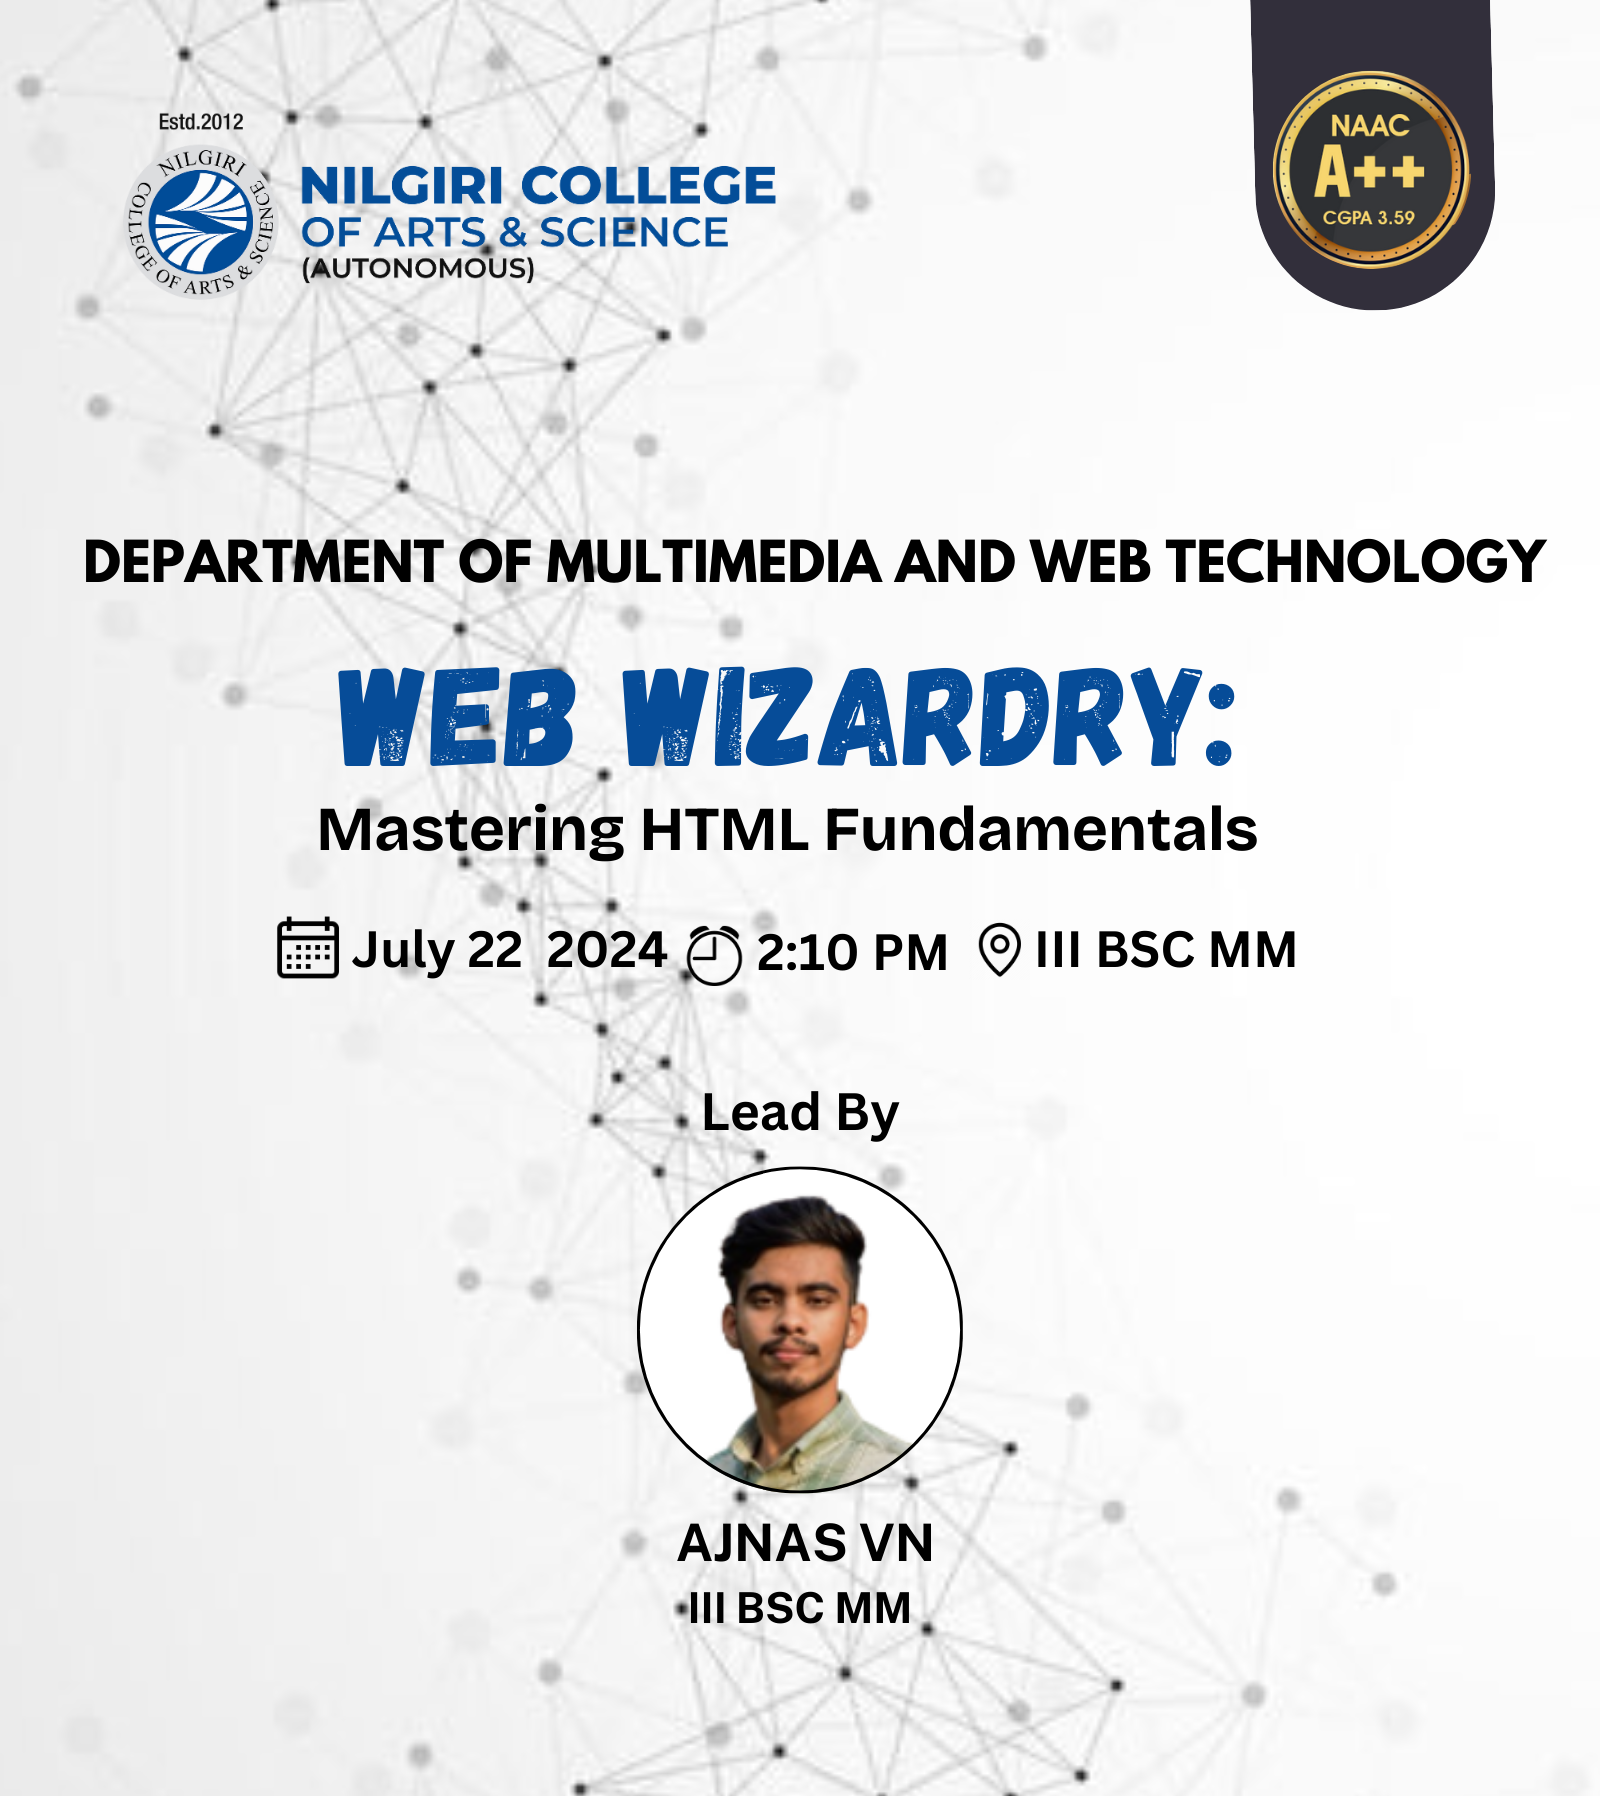 Estd.2012
NILGIRI COLLEGE OF ARTS & SCIENCE
NILGIRI COLLEGE
OF ARTS & SCIENCE
(AUTONOMOUS)
NAAC
A++
CGPA 3.59
DEPARTMENT OF MULTIMEDIA AND WEB TECHNOLOGY
WEB WIZARDRY:
Mastering HTML Fundamentals
July 22 2024 2:10 PM III BSC MM
Lead By
AJNAS VN
III BSC MM